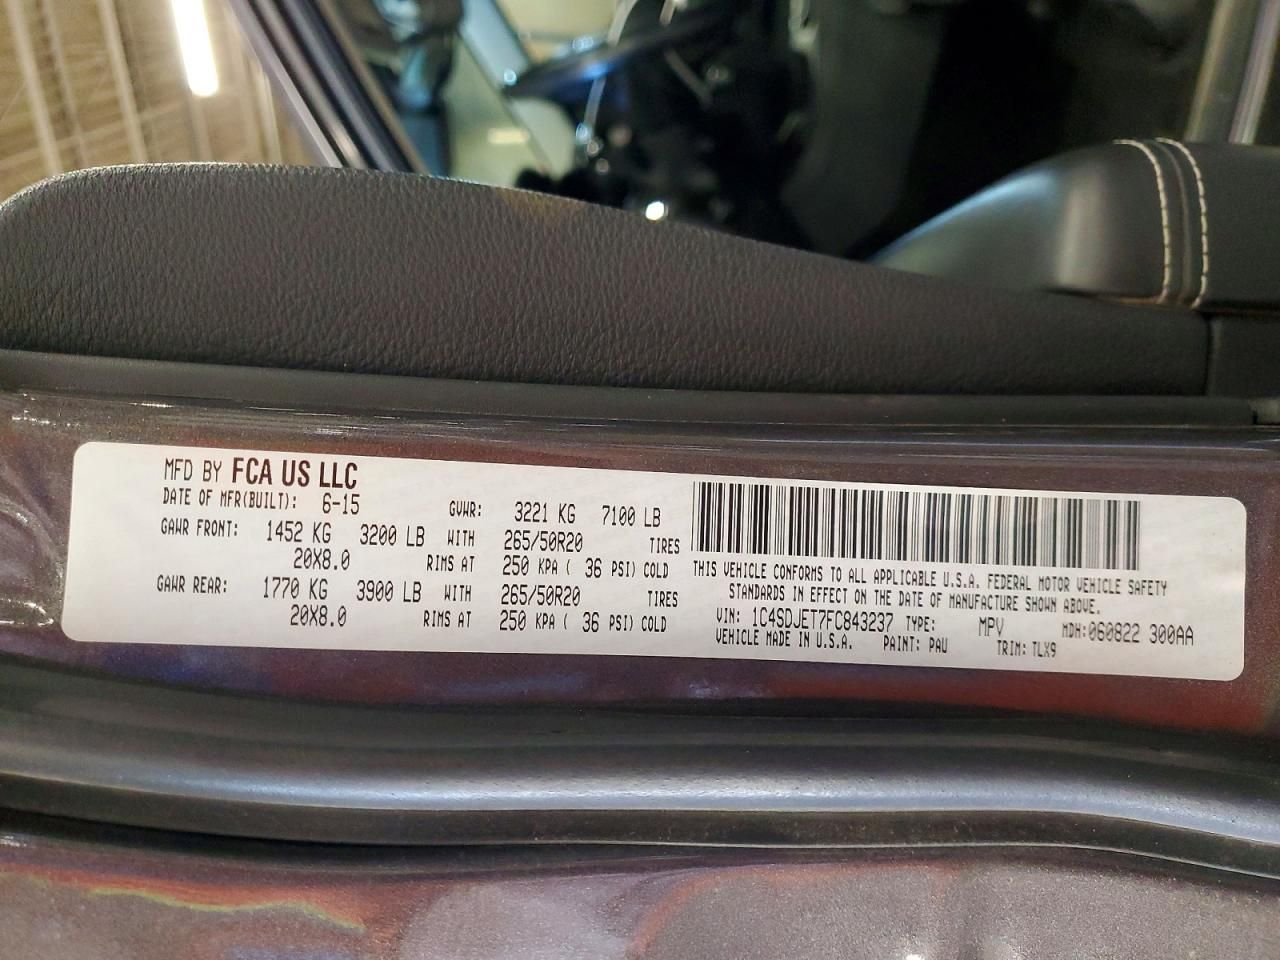 MFD BY FCA US LLC
DATE OF MFR(BUILT): 6-15 GVWR: 3221 KG 7100 LB
GAWR FRONT: 1452 KG 3200 LB WITH 265/50R20 TIRES
20X8.0 RIMS AT 250 KPA ( 36 PSI) COLD
GAWR REAR: 1770 KG 3900 LB WITH 265/50R20 TIRES
20X8.0 RIMS AT 250 KPA ( 36 PSI) COLD
THIS VEHICLE CONFORMS TO ALL APPLICABLE U.S.A. FEDERAL MOTOR VEHICLE SAFETY
STANDARDS IN EFFECT ON THE DATE OF MANUFACTURE SHOWN ABOVE.
VIN: 1C4SDJET7FC843237 TYPE: MPV MDH:060822 300AA
VEHICLE MADE IN U.S.A. PAINT: PAU TRIM: TLX9